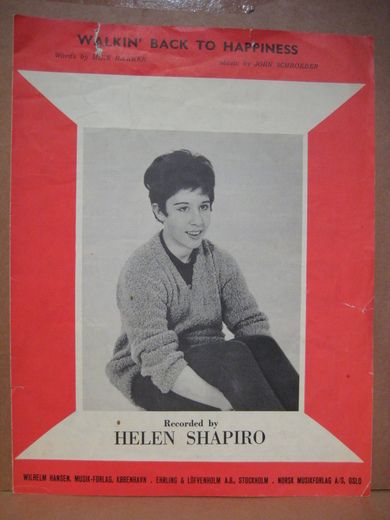 WALKIN' BACK TO HAPPINESS
Words by MIKE HAWKER Music by JOHN SCHROEDER
Recorded by
HELEN SHAPIRO
WILHELM HANSEN, MUSIK-FORLAG, KØBENHAVN . EHRLING & LÖFVENHOLM A.B., STOCKHOLM . NORSK MUSIKFORLAG A/S, OSLO